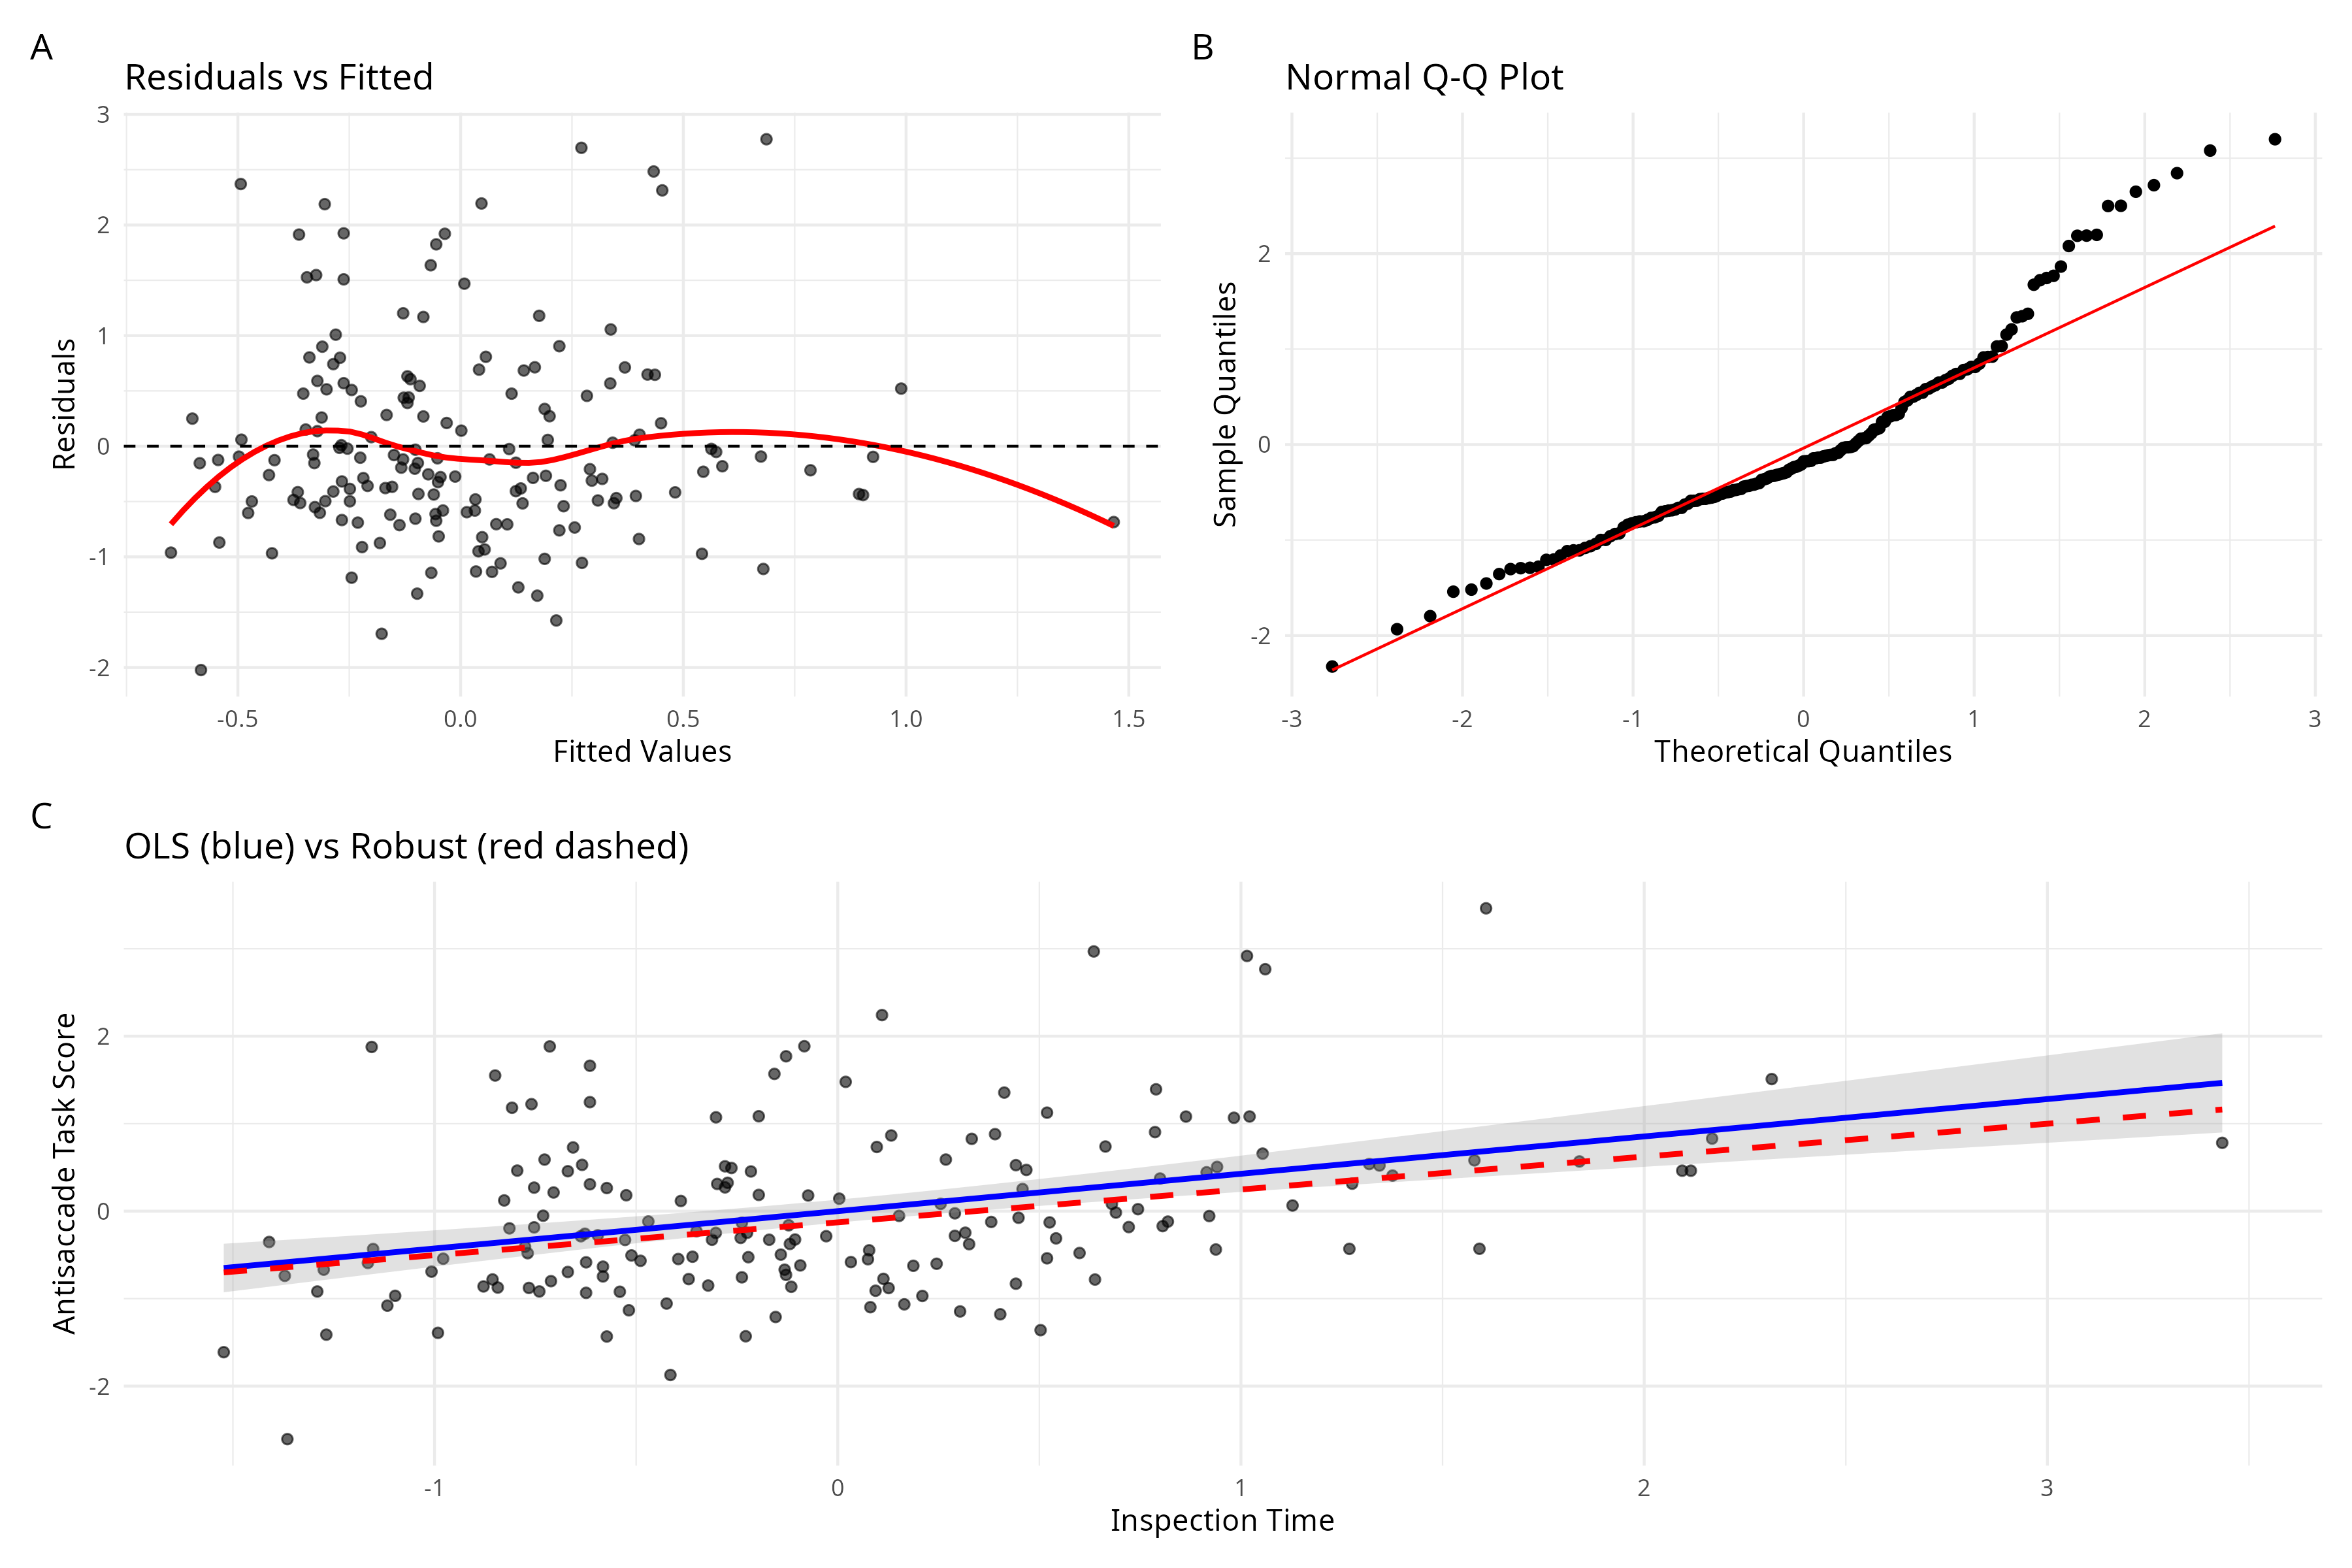 A
Residuals vs Fitted
3
2
1
0
-1
-2
Residuals
-0.5
0.0
0.5
1.0
1.5
Fitted Values
B
Normal Q-Q Plot
2
0
-2
Sample Quantiles
-3
-2
-1
0
1
2
3
Theoretical Quantiles
C
OLS (blue) vs Robust (red dashed)
2
0
-2
Antisaccade Task Score
-1
0
1
2
3
Inspection Time